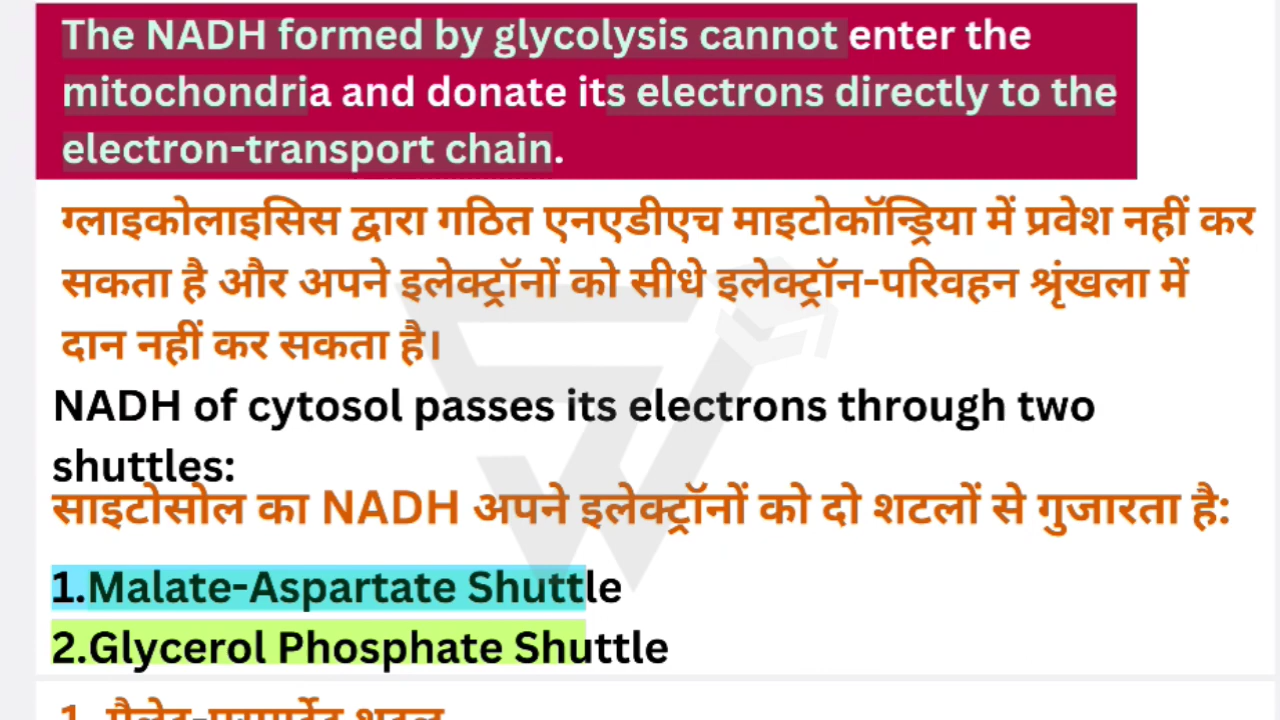 The NADH formed by glycolysis cannot enter the
mitochondria and donate its electrons directly to the
electron-transport chain.
ग्लाइकोलाइसिस द्वारा गठित एनएडीएच माइटोकॉन्ड्रिया में प्रवेश नहीं कर
सकता है और अपने इलेक्ट्रॉनों को सीधे इलेक्ट्रॉन-परिवहन श्रृंखला में
दान नहीं कर सकता है।
NADH of cytosol passes its electrons through two
shuttles:
साइटोसोल का NADH अपने इलेक्ट्रॉनों को दो शटलों से गुजारता है:
1.Malate-Aspartate Shuttle
2.Glycerol Phosphate Shuttle
1. मैलेट-एस्पार्टेट शटल